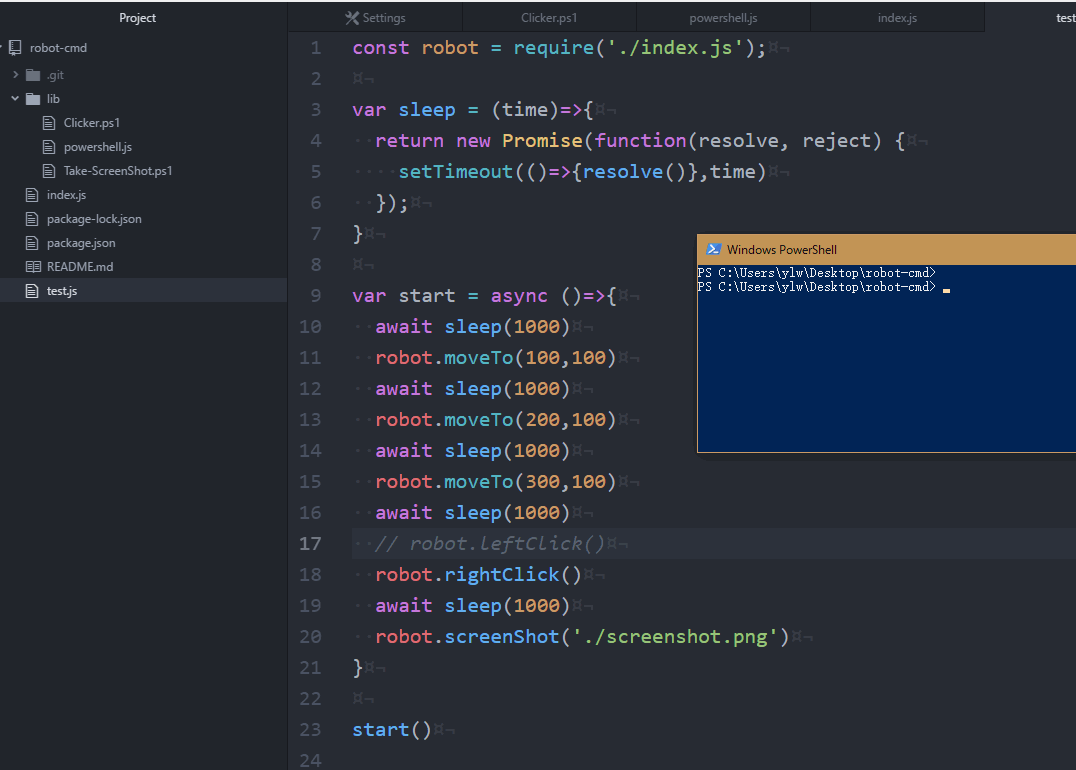 Project
robot-cmd
.git
lib
Clicker.ps1
powershell.js
Take-ScreenShot.ps1
index.js
package-lock.json
package.json
README.md
test.js
Settings
Clicker.ps1
powershell.js
index.js
test
1 const robot = require('./index.js');¤¬
2 ¤¬
3 var sleep = (time)=>{¤¬
4 ··return new Promise(function(resolve, reject) {¤¬
5 ····setTimeout(()=>{resolve()},time)¤¬
6 ··});¤¬
7 }¤¬
8 ¤¬
9 var start = async ()=>{¤¬
10 ··await sleep(1000)¤¬
11 ··robot.moveTo(100,100)¤¬
12 ··await sleep(1000)¤¬
13 ··robot.moveTo(200,100)¤¬
14 ··await sleep(1000)¤¬
15 ··robot.moveTo(300,100)¤¬
16 ··await sleep(1000)¤¬
17 ··// robot.leftClick()¤¬
18 ··robot.rightClick()¤¬
19 ··await sleep(1000)¤¬
20 ··robot.screenShot('./screenshot.png')¤¬
21 }¤¬
22 ¤¬
23 start()¤¬
24
Windows PowerShell
PS C:\Users\ylw\Desktop\robot-cmd>
PS C:\Users\ylw\Desktop\robot-cmd>